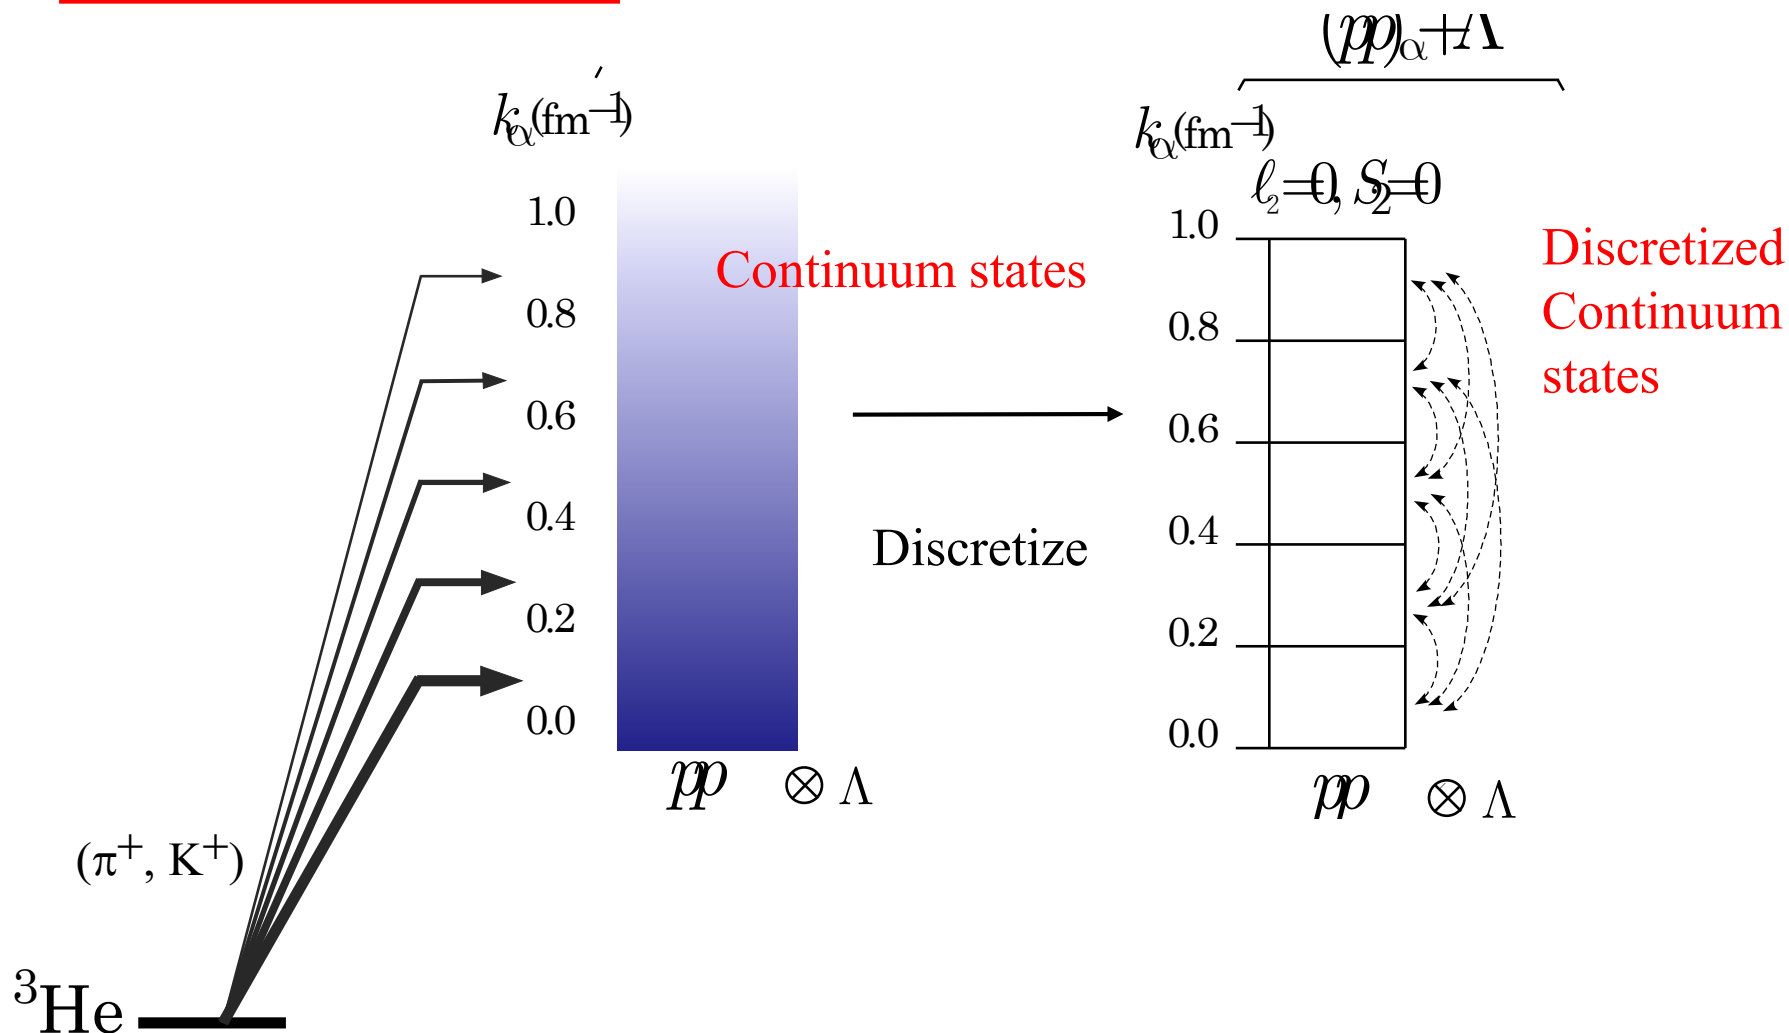 (pp)α+Λ
k′α(fm−1)
kα(fm−1)
ℓ2=0, S2=0
1.0
0.8
0.6
0.4
0.2
0.0
Continuum states
Discretize
1.0
0.8
0.6
0.4
0.2
0.0
Discretized
Continuum
states
pp ⊗ Λ
pp ⊗ Λ
(π+, K+)
3He